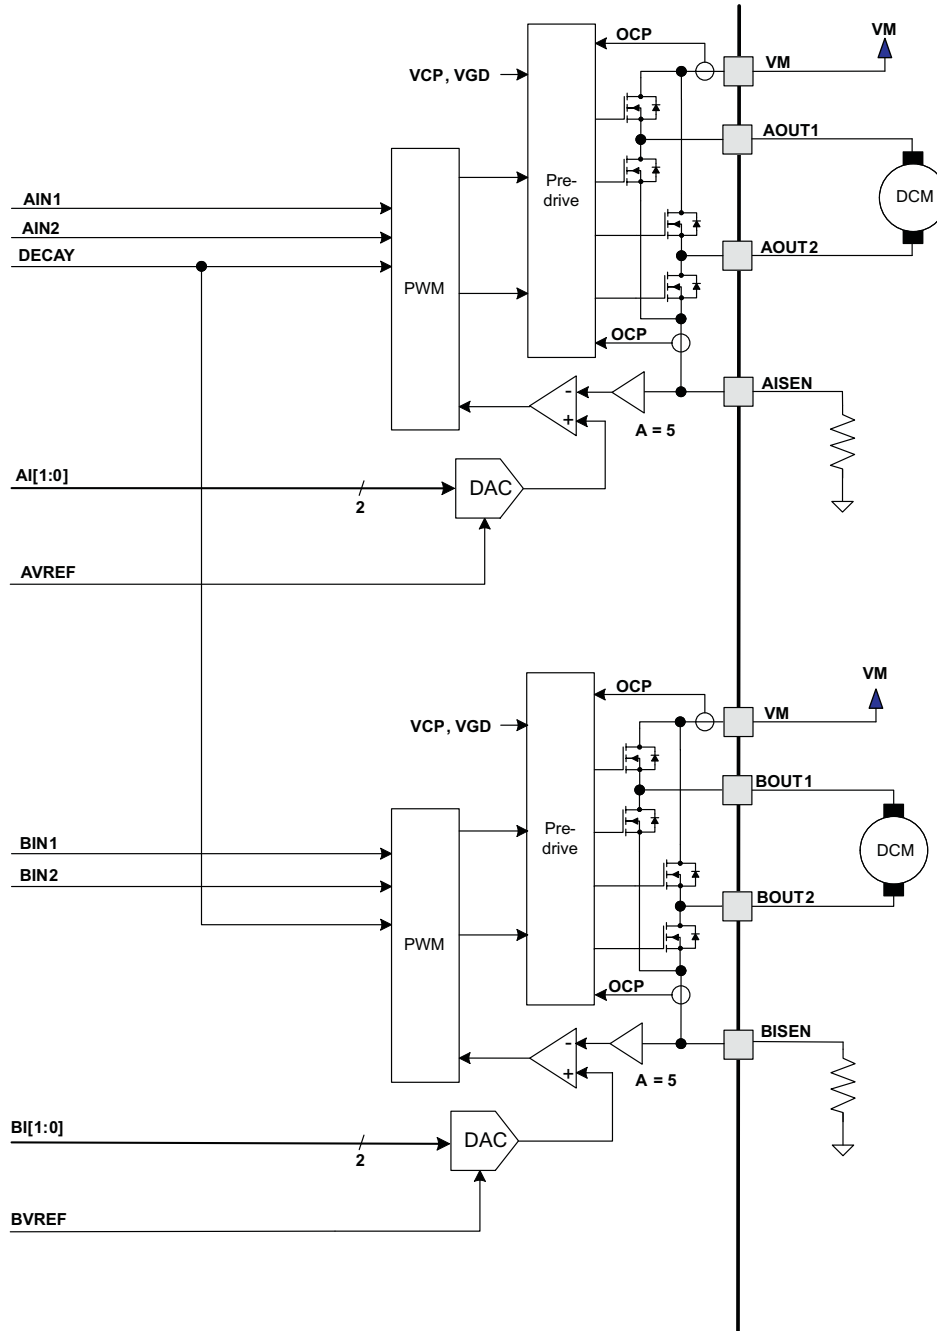 OCP
VM
VCP, VGD
VM
AOUT1
Pre-
drive
DCM
AIN1
AIN2
DECAY
AOUT2
PWM
OCP
AISEN
-
+
A = 5
AI[1:0]
2
DAC
AVREF
OCP
VM
VCP, VGD
VM
BOUT1
Pre-
drive
DCM
BIN1
BIN2
BOUT2
PWM
OCP
BISEN
-
+
A = 5
BI[1:0]
2
DAC
BVREF